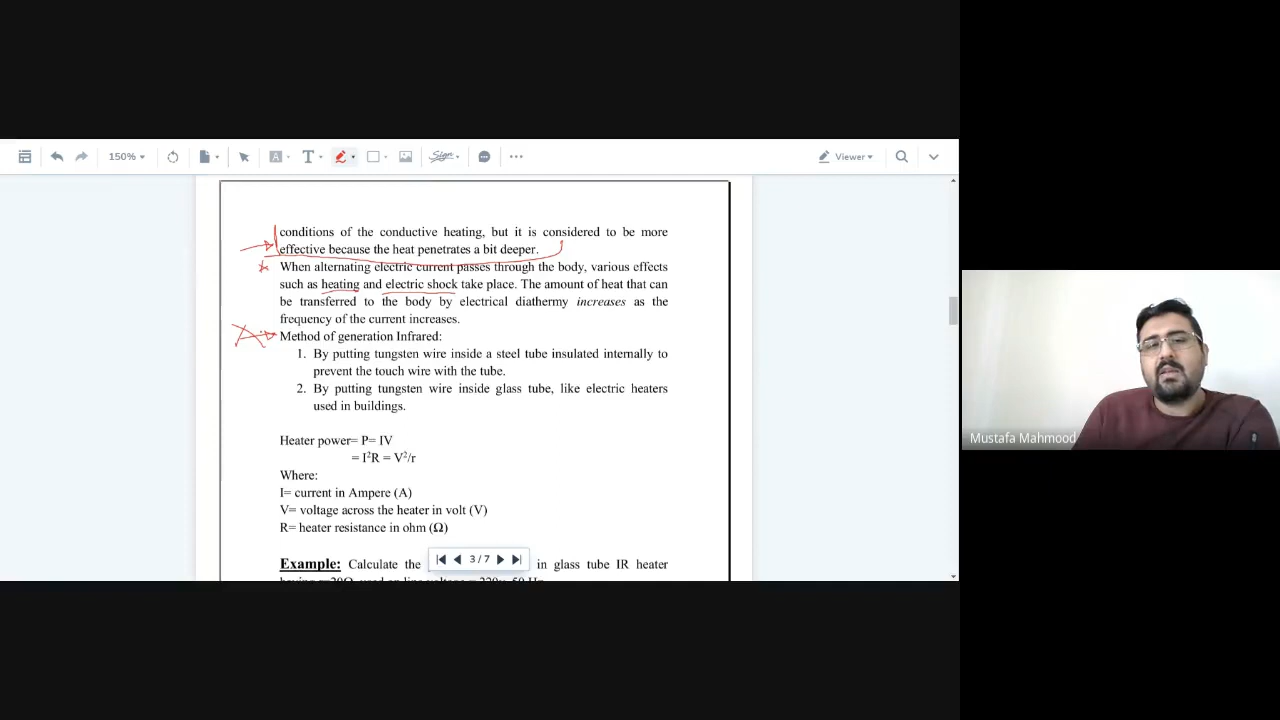 150%
A
T
Sign
Viewer
conditions of the conductive heating, but it is considered to be more
effective because the heat penetrates a bit deeper.
When alternating electric current passes through the body, various effects
such as heating and electric shock take place. The amount of heat that can
be transferred to the body by electrical diathermy increases as the
frequency of the current increases.
Method of generation Infrared:
1. By putting tungsten wire inside a steel tube insulated internally to
prevent the touch wire with the tube.
2. By putting tungsten wire inside glass tube, like electric heaters
used in buildings.
Heater power= P= IV
= I²R = V²/r
Where:
I= current in Ampere (A)
V= voltage across the heater in volt (V)
R= heater resistance in ohm (Ω)
3 / 7
Example: Calculate the in glass tube IR heater
Mustafa Mahmood